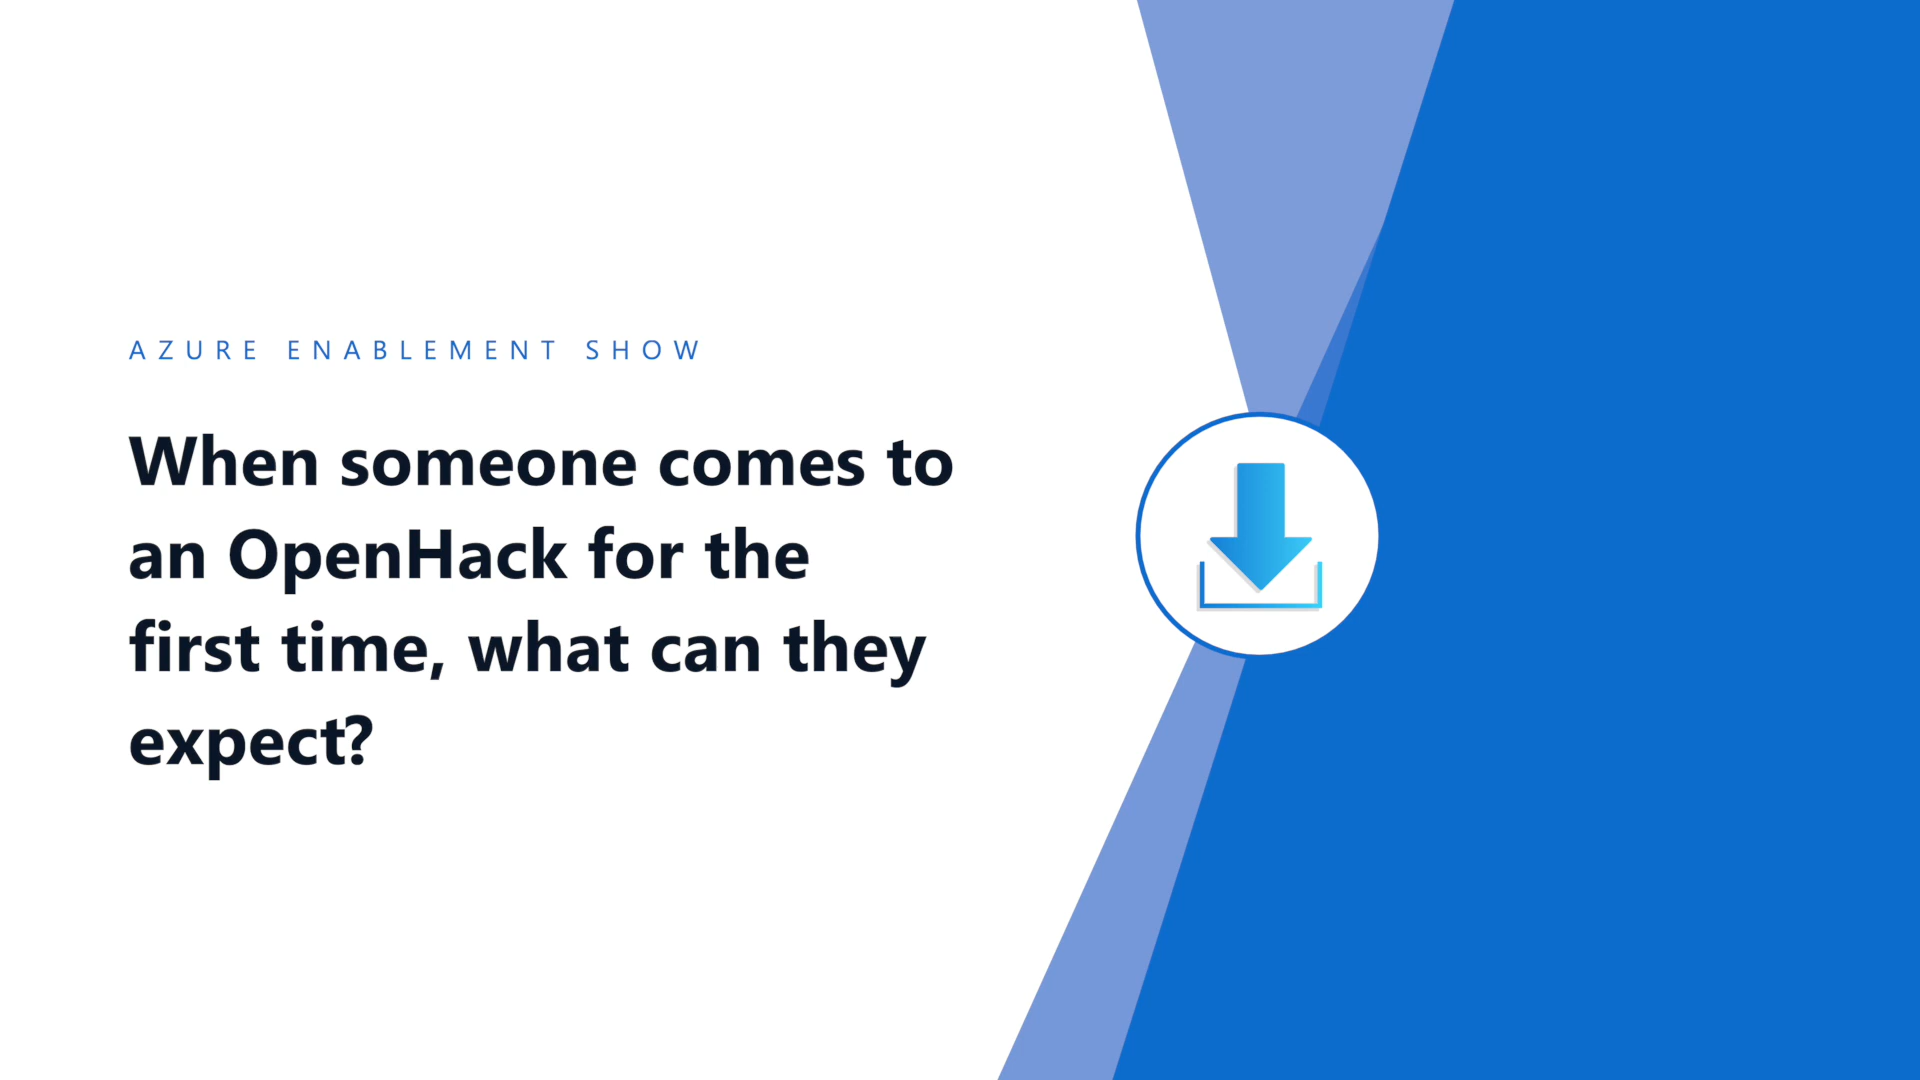 AZURE ENABLEMENT SHOW
When someone comes to
an OpenHack for the
first time, what can they
expect?